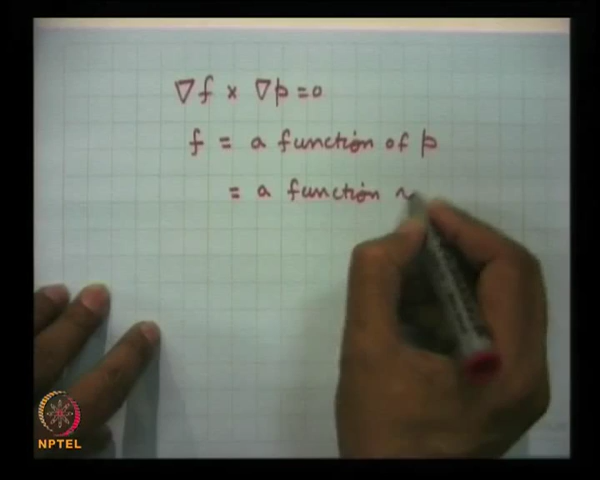 ∇f × ∇p = 0
f = a function of p
= a function
NPTEL